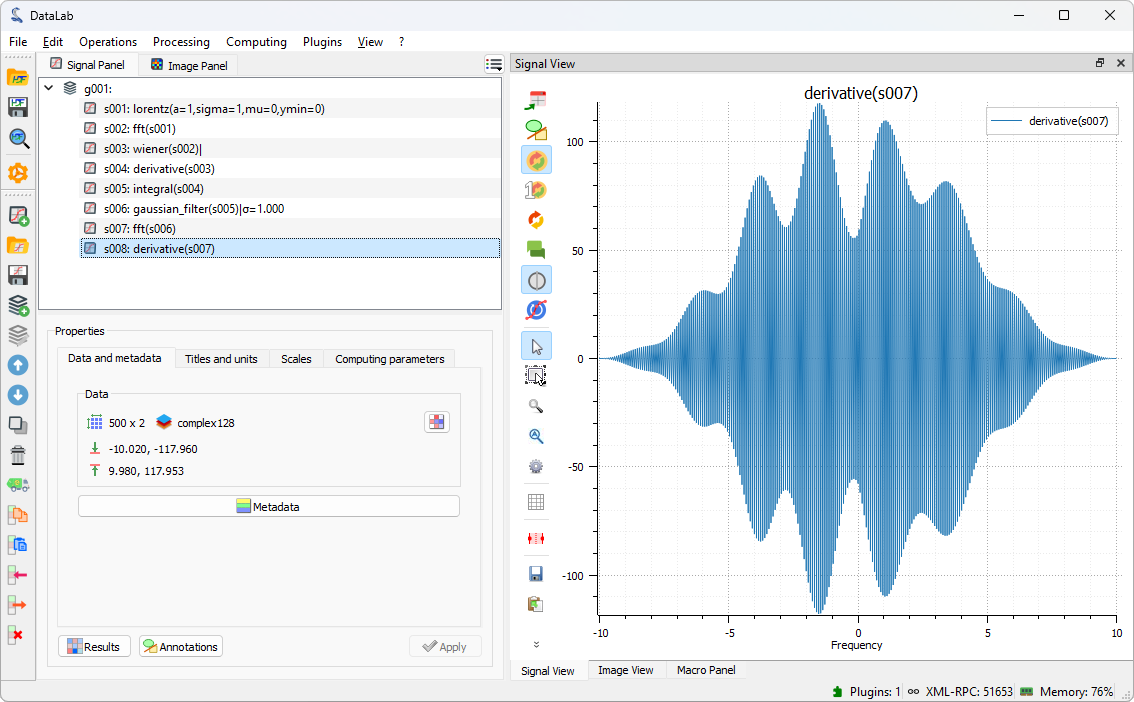 DataLab
File Edit Operations Processing Computing Plugins View ?
Signal Panel Image Panel
g001:
s001: lorentz(a=1,sigma=1,mu=0,ymin=0)
s002: fft(s001)
s003: wiener(s002)|
s004: derivative(s003)
s005: integral(s004)
s006: gaussian_filter(s005)|σ=1.000
s007: fft(s006)
s008: derivative(s007)
Properties
Data and metadata Titles and units Scales Computing parameters
Data
500 x 2 complex128
-10.020, -117.960
9.980, 117.953
Metadata
Results Annotations Apply
Signal View
derivative(s007)
derivative(s007)
100
50
0
-50
-100
-10 -5 0 5 10
Frequency
Signal View Image View Macro Panel
Plugins: 1 XML-RPC: 51653 Memory: 76%